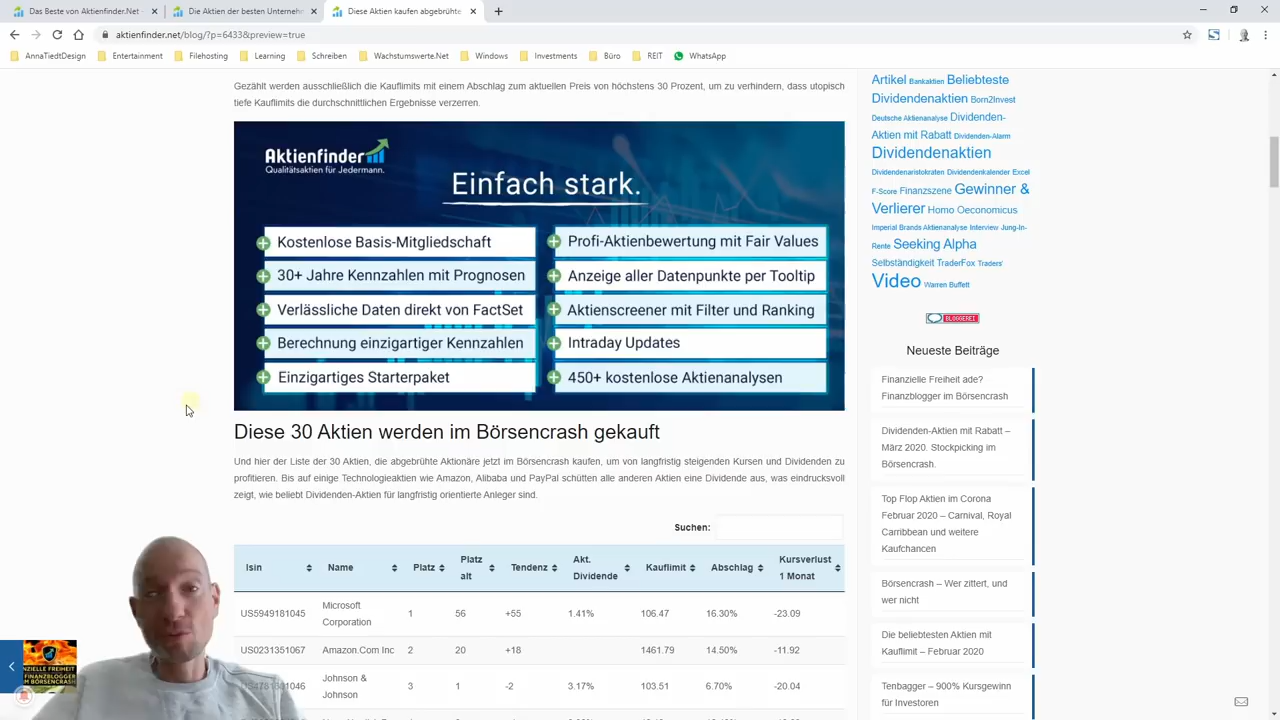 Das Beste vom Besten. Die belie
Die Aktien der besten Investore
Diese Aktien kaufen abgebrühte
aktienfinder.net/blog/?p=6433&preview=true
AnnaTiedtDesign
Entertainment
Filehosting
Learning
Schreiben
Wachstumswerte.Net
Windows
Investments
Büro
REIT
WhatsApp
Gezählt werden ausschließlich die Kauflimits mit einem Abschlag zum aktuellen Preis von höchstens 30 Prozent, um zu verhindern, dass utopisch
tiefe Kauflimits die durchschnittlichen Ergebnisse verzerren.
Aktienfinder
Qualitätsaktien für Jedermann.
Einfach stark.
Kostenlose Basis-Mitgliedschaft
30+ Jahre Kennzahlen mit Prognosen
Verlässliche Daten direkt von FactSet
Berechnung einzigartiger Kennzahlen
Einzigartiges Starterpaket
Profi-Aktienbewertung mit Fair Values
Anzeige aller Datenpunkte per Tooltip
Aktienscreener mit Filter und Ranking
Intraday Updates
450+ kostenlose Aktienanalysen
Diese 30 Aktien werden im Börsencrash gekauft
Und hier der Liste der 30 Aktien, die abgebrühte Aktionäre jetzt im Börsencrash kaufen, um von langfristig steigenden Kursen und Dividenden zu
profitieren. Bis auf einige Technologieaktien wie Amazon, Alibaba und PayPal schütten alle anderen Aktien eine Dividende aus, was eindrucksvoll
zeigt, wie beliebt Dividenden-Aktien für langfristig orientierte Anleger sind.
Suchen:
Isin Name Platz Platz alt Tendenz Akt. Dividende Kauflimit Abschlag Kursverlust 1 Monat
US5949181045 Microsoft Corporation 1 56 +55 1.41% 106.47 16.30% -23.09
US0231351067 Amazon.Com Inc 2 20 +18 1461.79 14.50% -11.92
Johnson & Johnson 3 1 -2 3.17% 103.51 6.70% -20.04
Artikel Bankaktien Beliebteste
Dividendenaktien Born2Invest
Deutsche Aktienanalyse Dividenden-
Aktien mit Rabatt Dividenden-Alarm
Dividendenaktien
Dividendenaristokraten Dividendenkalender Excel
F-Score Finanzszene Gewinner &
Verlierer Homo Oeconomicus
Imperial Brands Aktienanalyse Interview Jung-In-
Rente Seeking Alpha
Selbständigkeit TraderFox Traders'
Video Warren Buffett
BLOGGEREI
Neueste Beiträge
Finanzielle Freiheit ade?
Finanzblogger im Börsencrash
Dividenden-Aktien mit Rabatt –
März 2020. Stockpicking im
Börsencrash.
Top Flop Aktien im Corona
Februar 2020 – Carnival, Royal
Carribbean und weitere
Kaufchancen
Börsencrash – Wer zittert, und
wer nicht
Die beliebtesten Aktien mit
Kauflimit – Februar 2020
Tenbagger – 900% Kursgewinn
für Investoren